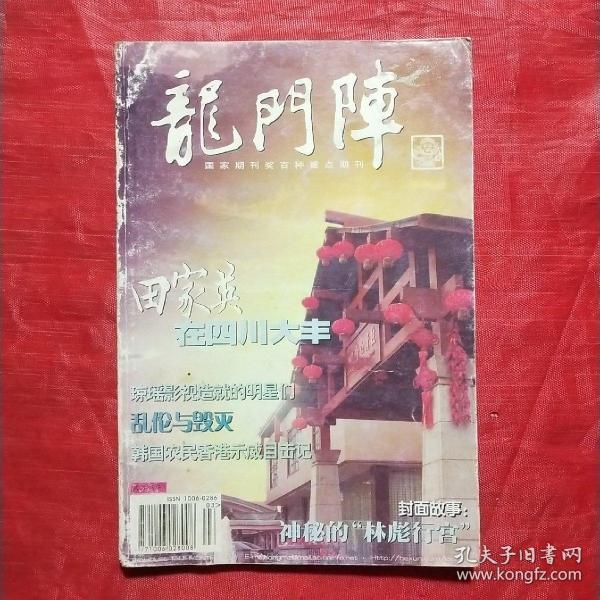 龍門陣
国家期刊奖百种重点期刊
田家英
在四川大丰
琼瑶影视造就的明星们
乱伦与毁灭
韩国农民香港示威目击记
ISSN 1006-0286
03>
封面故事:
神秘的“林彪行宫”
孔夫子旧书网
www.kongfz.com